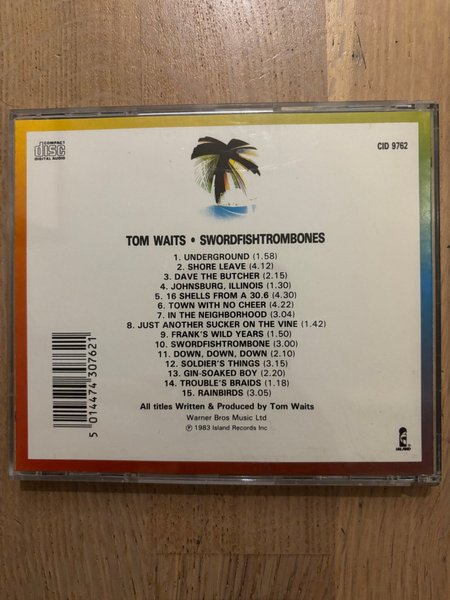 COMPACT
disc
DIGITAL AUDIO
CID 9762
TOM WAITS • SWORDFISHTROMBONES
1. UNDERGROUND (1.58)
2. SHORE LEAVE (4.12)
3. DAVE THE BUTCHER (2.15)
4. JOHNSBURG, ILLINOIS (1.30)
5. 16 SHELLS FROM A 30.6 (4.30)
6. TOWN WITH NO CHEER (4.22)
7. IN THE NEIGHBORHOOD (3.04)
8. JUST ANOTHER SUCKER ON THE VINE (1.42)
9. FRANK'S WILD YEARS (1.50)
10. SWORDFISHTROMBONE (3.00)
11. DOWN, DOWN, DOWN (2.10)
12. SOLDIER'S THINGS (3.15)
13. GIN-SOAKED BOY (2.20)
14. TROUBLE'S BRAIDS (1.18)
15. RAINBIRDS (3.05)
All titles Written & Produced by Tom Waits
Warner Bros Music Ltd
℗ 1983 Island Records Inc
5 014474 307621
ISLAND